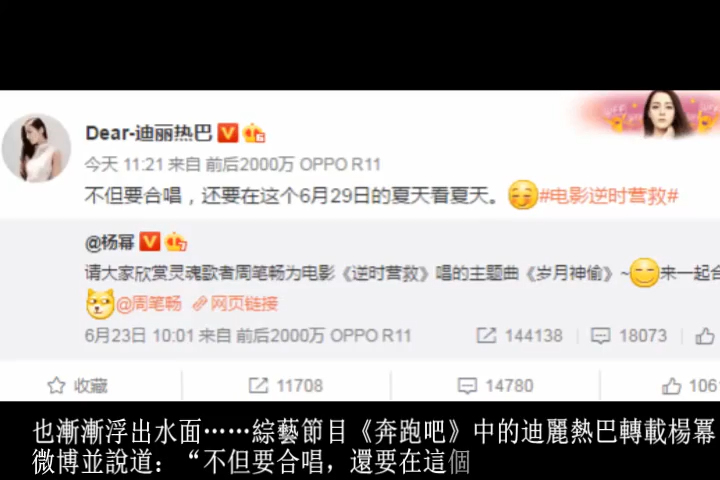 Dear-迪丽热巴
今天 11:21 来自 前后2000万 OPPO R11
不但要合唱，还要在这个6月29日的夏天看夏天。#电影逆时营救#
@杨幂
请大家欣赏灵魂歌者周笔畅为电影《逆时营救》唱的主题曲《岁月神偷》~来一起合
@周笔畅 网页链接
6月23日 10:01 来自 前后2000万 OPPO R11 144138 18073
收藏 11708 14780 106
也漸漸浮出水面……綜藝節目《奔跑吧》中的迪麗熱巴轉載楊冪
微博並說道：“不但要合唱，還要在這個